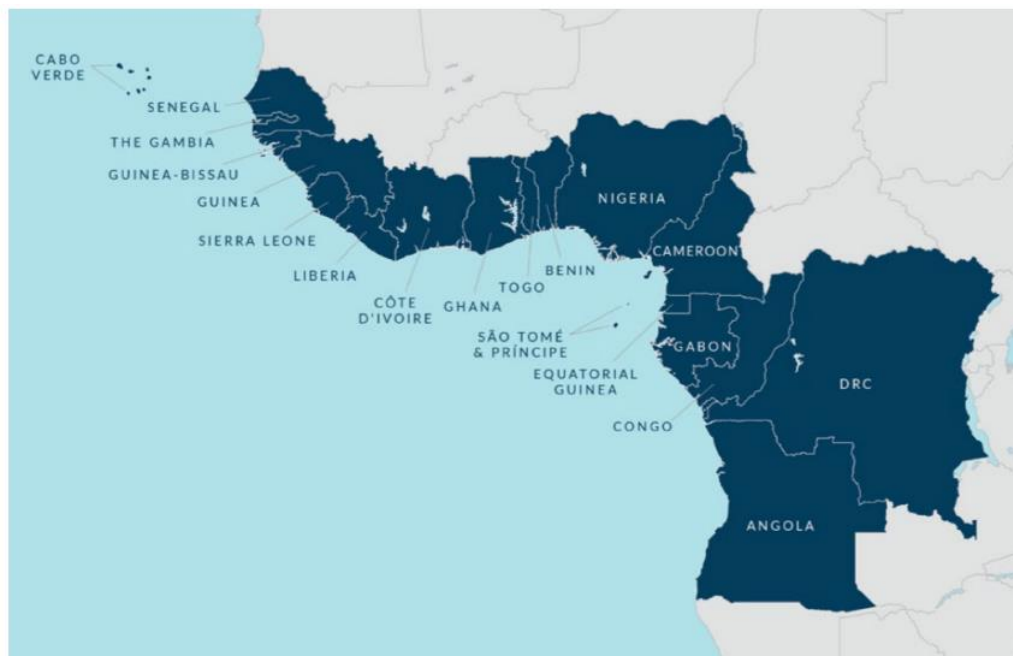 CABO
VERDE
SENEGAL
THE GAMBIA
GUINEA-BISSAU
GUINEA
SIERRA LEONE
LIBERIA
CÔTE
D'IVOIRE
GHANA
TOGO
BENIN
NIGERIA
CAMEROON
SÃO TOMÉ
& PRÍNCIPE
EQUATORIAL
GUINEA
GABON
CONGO
DRC
ANGOLA